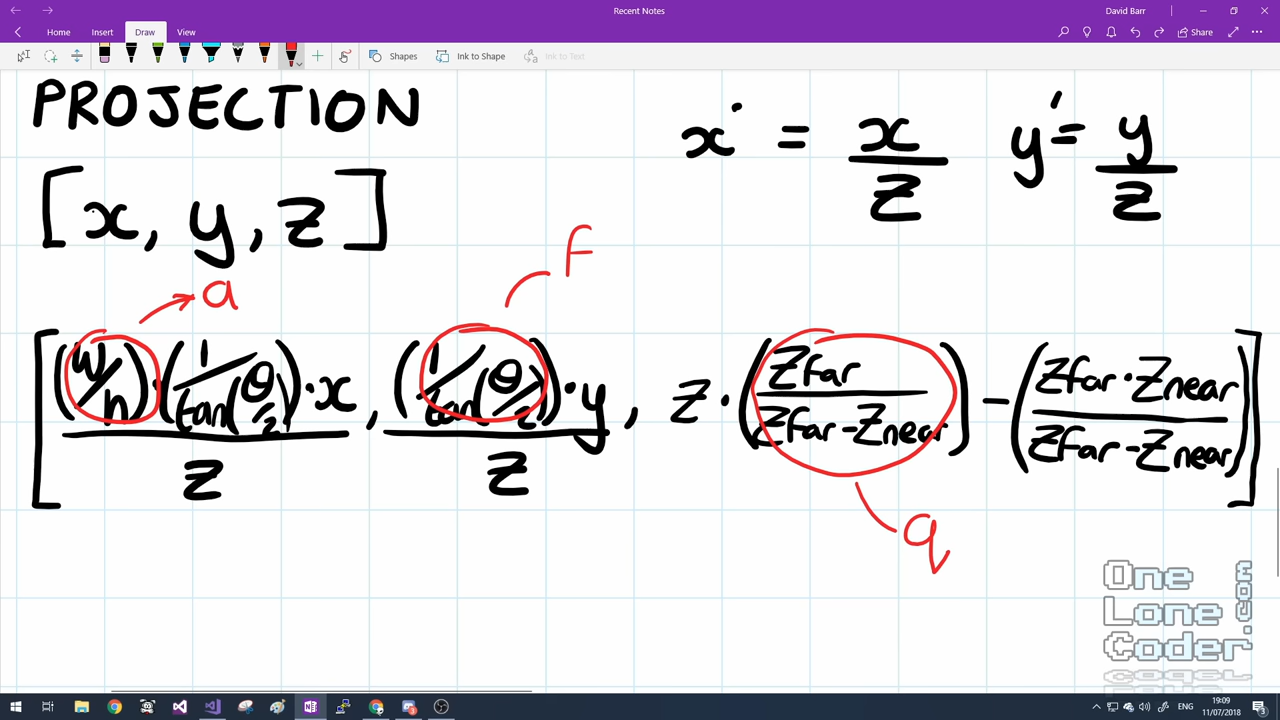 Recent Notes
David Barr
Home Insert Draw View
Share
Shapes Ink to Shape Ink to Text
PROJECTION
x' = x/z y' = y/z
[x, y, z]
a
F
[(w/h)·(1/tan(θ/2))·x/z, (1/tan(θ/2))·y/z, z·(Zfar/(Zfar-Znear)) - (Zfar·Znear/(Zfar-Znear))]
q
One
Lone
Coder
.com
ENG
19:09
11/07/2018
3